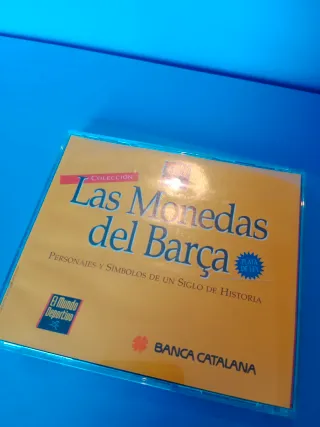 COLECCIÓN
Las Monedas
del Barça
PERSONAJES Y SÍMBOLOS DE UN SIGLO DE HISTORIA
El Mundo
Deportivo
BANCA CATALANA